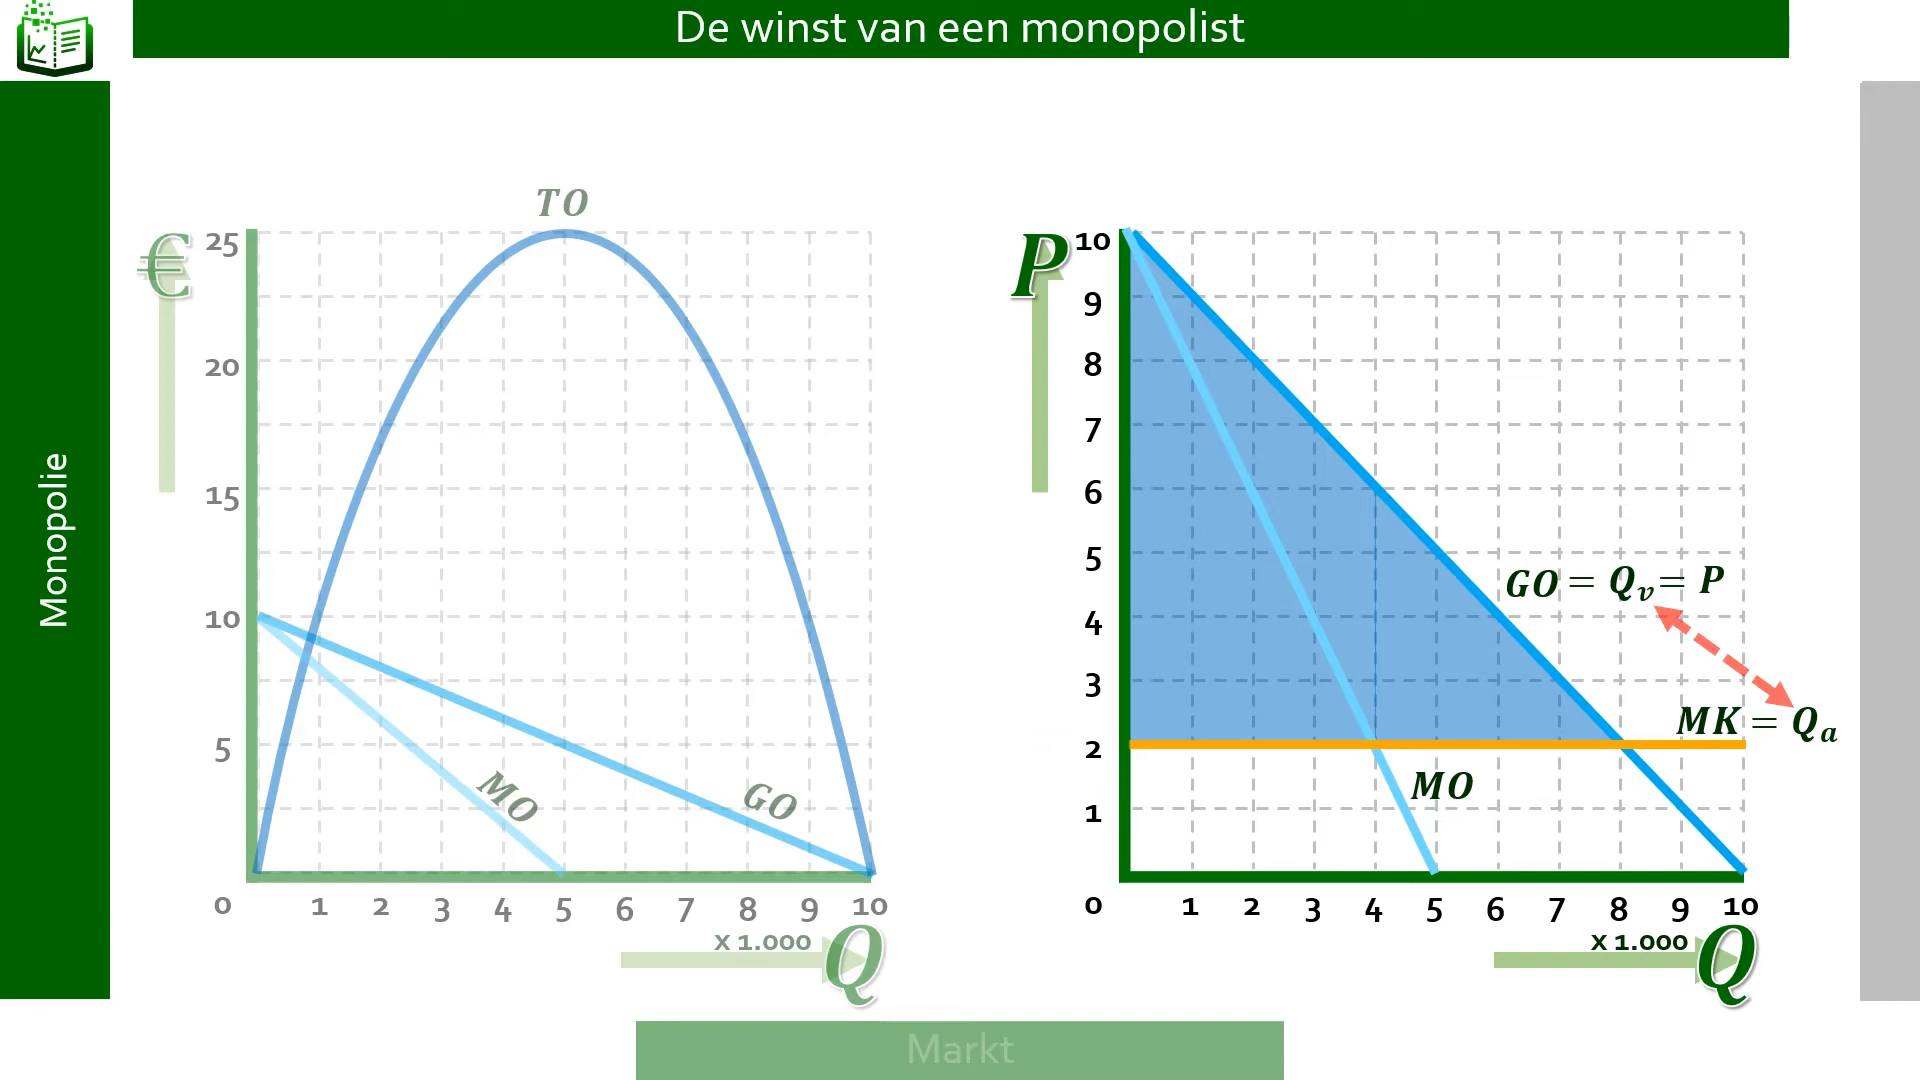 De winst van een monopolist
Monopolie
TO
€
25
20
15
10
5
0
MO
GO
1 2 3 4 5 6 7 8 9 10
X 1.000
Q
P
10
9
8
7
6
5
4
3
2
1
0
GO = Qᵥ = P
MK = Qₐ
MO
1 2 3 4 5 6 7 8 9 10
X 1.000
Q
Markt